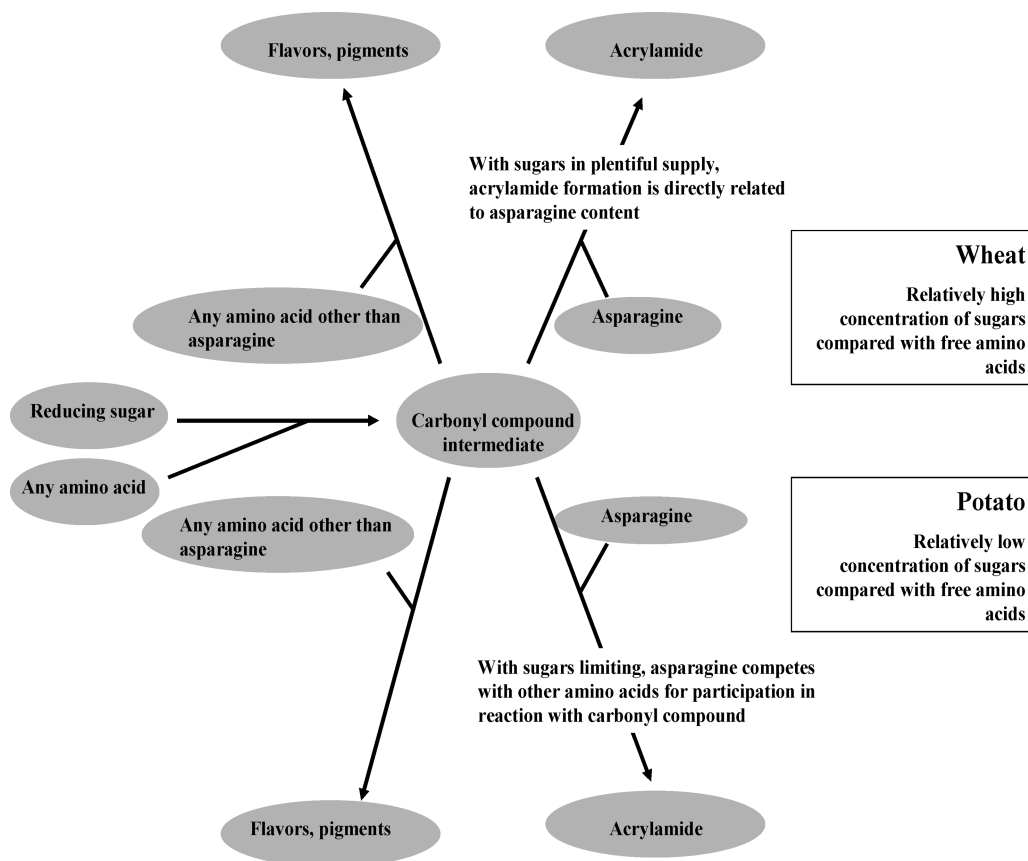 Flavors, pigments
Acrylamide
With sugars in plentiful supply,
acrylamide formation is directly related
to asparagine content
Wheat
Relatively high
concentration of sugars
compared with free amino
acids
Any amino acid other than
asparagine
Asparagine
Reducing sugar
Carbonyl compound
intermediate
Any amino acid
Any amino acid other than
asparagine
Asparagine
Potato
Relatively low
concentration of sugars
compared with free amino
acids
With sugars limiting, asparagine competes
with other amino acids for participation in
reaction with carbonyl compound
Flavors, pigments
Acrylamide